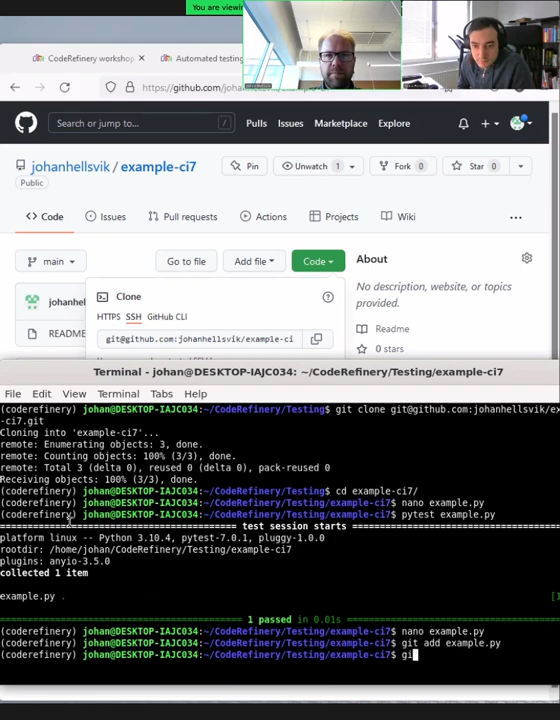 You are viewin
CodeRefinery workshop
Automated testing
https://github.com/joha
Search or jump to...
/
Pulls
Issues
Marketplace
Explore
johanhellsvik / example-ci7
Public
Pin
Unwatch
1
Fork
0
Star
0
Code
Issues
Pull requests
Actions
Projects
Wiki
main
Go to file
Add file
Code
About
johanhel
README
Clone
HTTPS
SSH
GitHub CLI
git@github.com:johanhellsvik/example-ci
No description, website, or topics
provided.
Readme
0 stars
Terminal - johan@DESKTOP-IAJC034: ~/CodeRefinery/Testing/example-ci7
File
Edit
View
Terminal
Tabs
Help
(coderefinery) johan@DESKTOP-IAJC034:~/CodeRefinery/Testing$ git clone git@github.com:johanhellsvik/ex
-ci7.git
Cloning into 'example-ci7'...
remote: Enumerating objects: 3, done.
remote: Counting objects: 100% (3/3), done.
remote: Total 3 (delta 0), reused 0 (delta 0), pack-reused 0
Receiving objects: 100% (3/3), done.
(coderefinery) johan@DESKTOP-IAJC034:~/CodeRefinery/Testing$ cd example-ci7/
(coderefinery) johan@DESKTOP-IAJC034:~/CodeRefinery/Testing/example-ci7$ nano example.py
(coderefinery) johan@DESKTOP-IAJC034:~/CodeRefinery/Testing/example-ci7$ pytest example.py
test session starts
platform linux -- Python 3.10.4, pytest-7.0.1, pluggy-1.0.0
rootdir: /home/johan/CodeRefinery/Testing/example-ci7
plugins: anyio-3.5.0
collected 1 item
example.py . [1
1 passed in 0.01s
(coderefinery) johan@DESKTOP-IAJC034:~/CodeRefinery/Testing/example-ci7$ nano example.py
(coderefinery) johan@DESKTOP-IAJC034:~/CodeRefinery/Testing/example-ci7$ git add example.py
(coderefinery) johan@DESKTOP-IAJC034:~/CodeRefinery/Testing/example-ci7$ gi